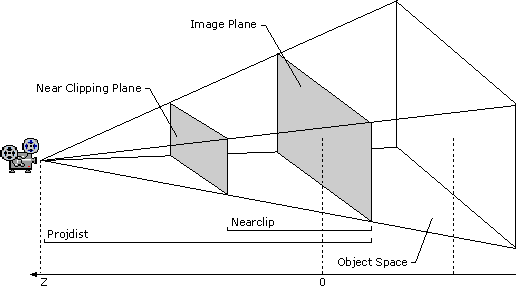 Image Plane
Near Clipping Plane
Nearclip
Projdist
Object Space
Z
0